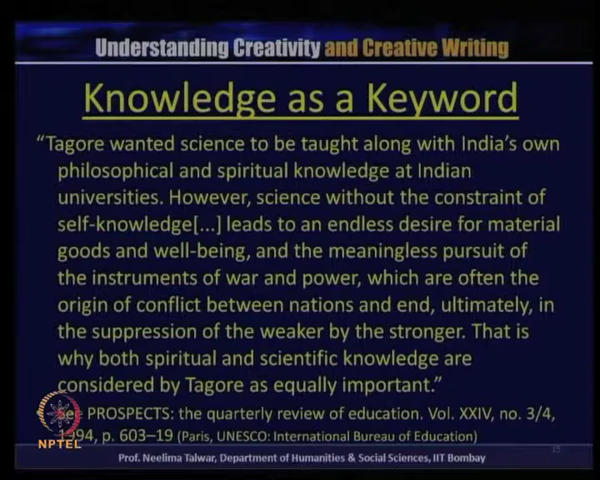 Understanding Creativity and Creative Writing
Knowledge as a Keyword
“Tagore wanted science to be taught along with India’s own
philosophical and spiritual knowledge at Indian
universities. However, science without the constraint of
self-knowledge[...] leads to an endless desire for material
goods and well-being, and the meaningless pursuit of
the instruments of war and power, which are often the
origin of conflict between nations and end, ultimately, in
the suppression of the weaker by the stronger. That is
why both spiritual and scientific knowledge are
considered by Tagore as equally important.”
See PROSPECTS: the quarterly review of education. Vol. XXIV, no. 3/4,
1994, p. 603–19 (Paris, UNESCO: International Bureau of Education)
NPTEL
Prof. Neelima Talwar, Department of Humanities & Social Sciences, IIT Bombay
15